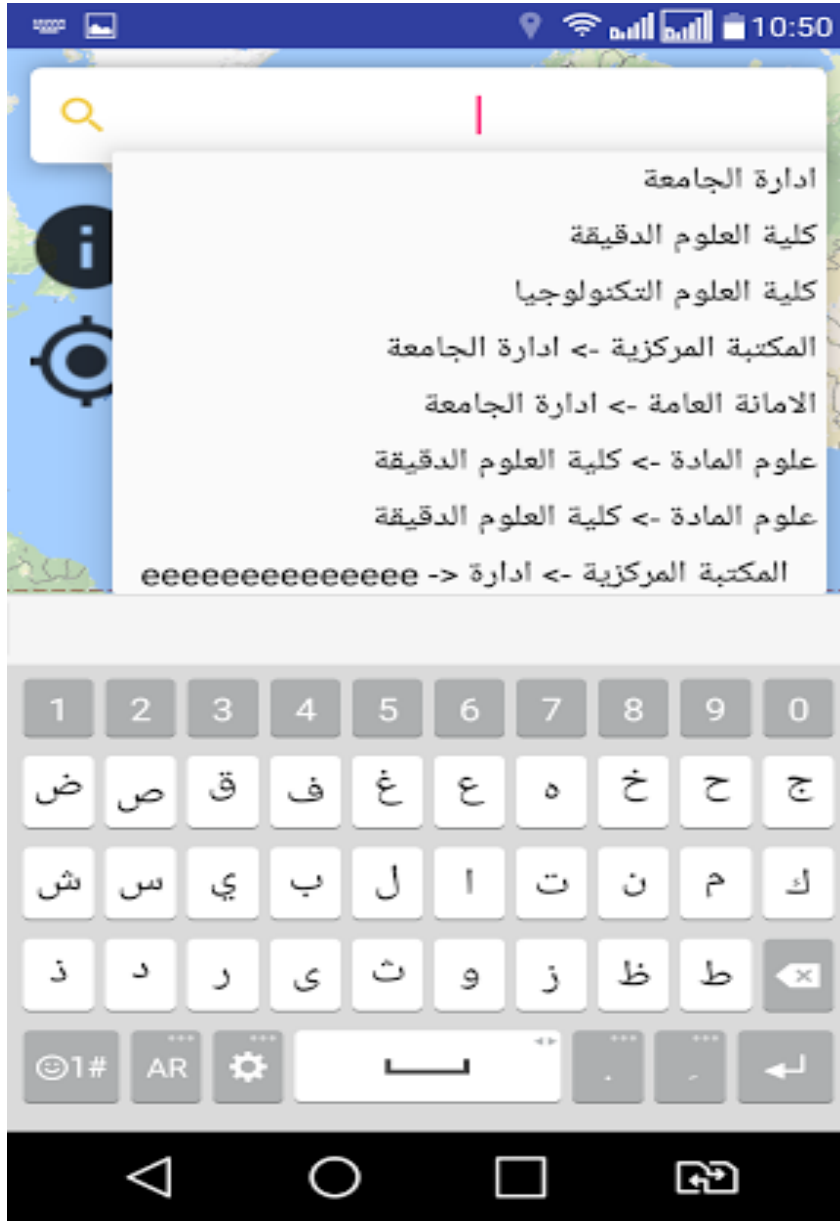 10:50
ادارة الجامعة
كلية العلوم الدقيقة
كلية العلوم التكنولوجيا
المكتبة المركزية -> ادارة الجامعة
الامانة العامة -> ادارة الجامعة
علوم المادة -> كلية العلوم الدقيقة
علوم المادة -> كلية العلوم الدقيقة
المكتبة المركزية -> ادارة -> eeeeeeeeeeeeee
1 2 3 4 5 6 7 8 9 0
ض ص ق ف غ ع ه خ ح ج
ش س ي ب ل ا ت ن م ك
ذ د ر ى ث و ز ظ ط
☺1# AR . ِ